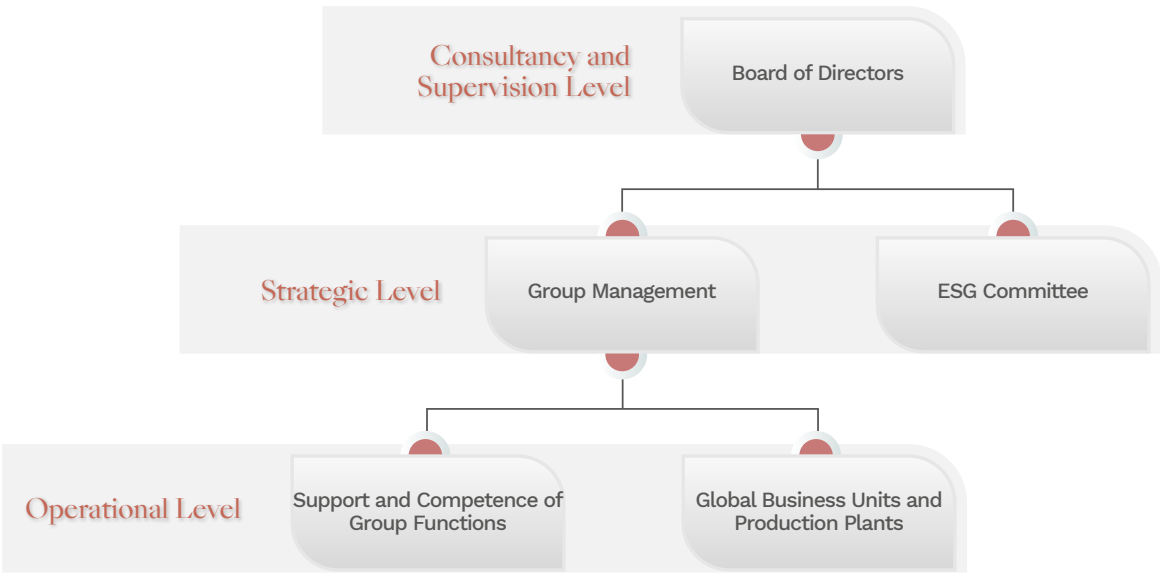 Consultancy and
Supervision Level
Board of Directors
Strategic Level
Group Management
ESG Committee
Operational Level
Support and Competence of
Group Functions
Global Business Units and
Production Plants